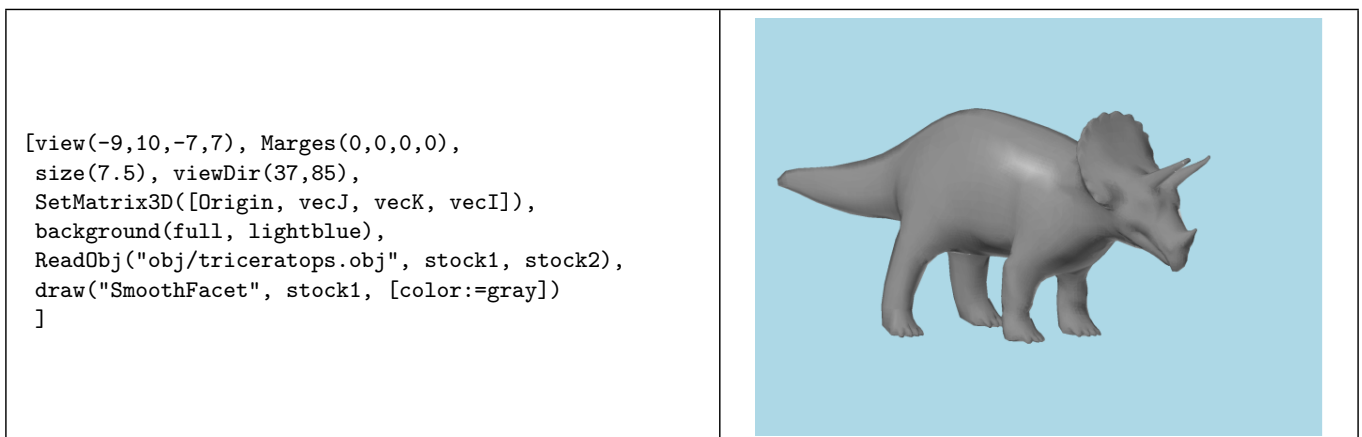 [view(-9,10,-7,7), Marges(0,0,0,0),
size(7.5), viewDir(37,85),
SetMatrix3D([Origin, vecJ, vecK, vecI]),
background(full, lightblue),
ReadObj("obj/triceratops.obj", stock1, stock2),
draw("SmoothFacet", stock1, [color:=gray])
]